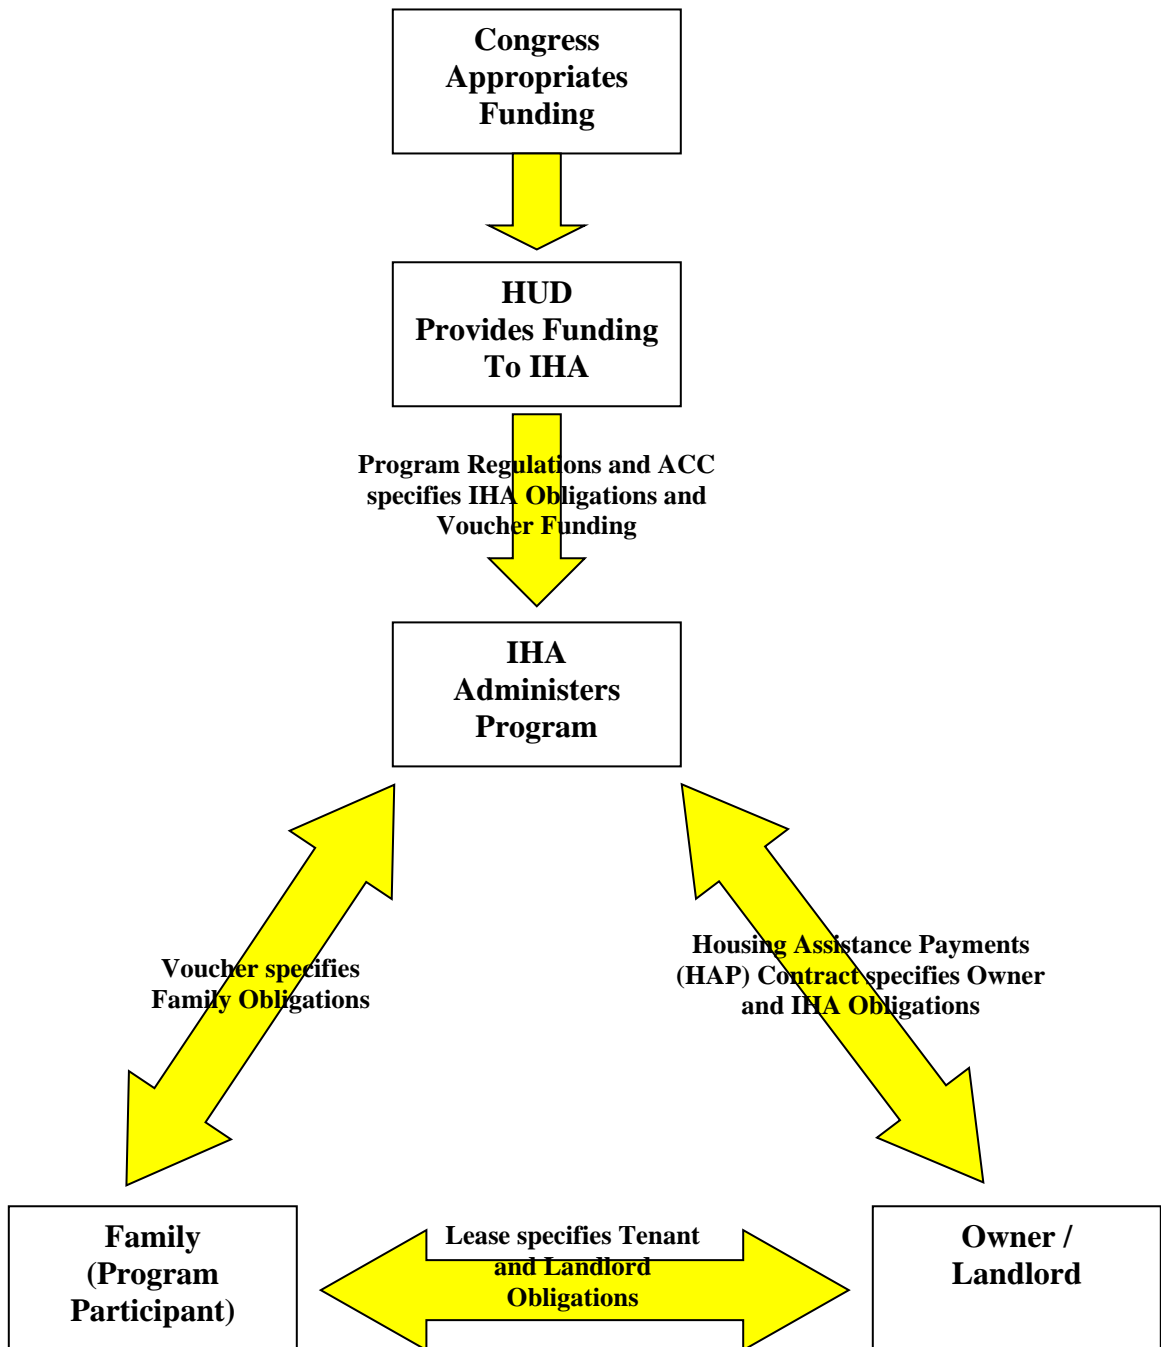 Congress
Appropriates
Funding
HUD
Provides Funding
To IHA
Program Regulations and ACC
specifies IHA Obligations and
Voucher Funding
IHA
Administers
Program
Voucher specifies
Family Obligations
Housing Assistance Payments
(HAP) Contract specifies Owner
and IHA Obligations
Family
(Program
Participant)
Lease specifies Tenant
and Landlord
Obligations
Owner /
Landlord